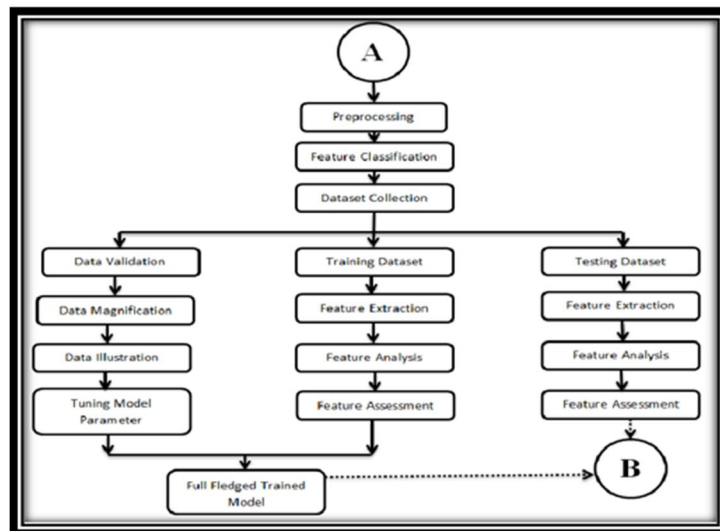 A
Preprocessing
Feature Classification
Dataset Collection
Data Validation
Training Dataset
Testing Dataset
Data Magnification
Feature Extraction
Feature Extraction
Data Illustration
Feature Analysis
Feature Analysis
Tuning Model
Parameter
Feature Assessment
Feature Assessment
Full Fledged Trained
Model
B